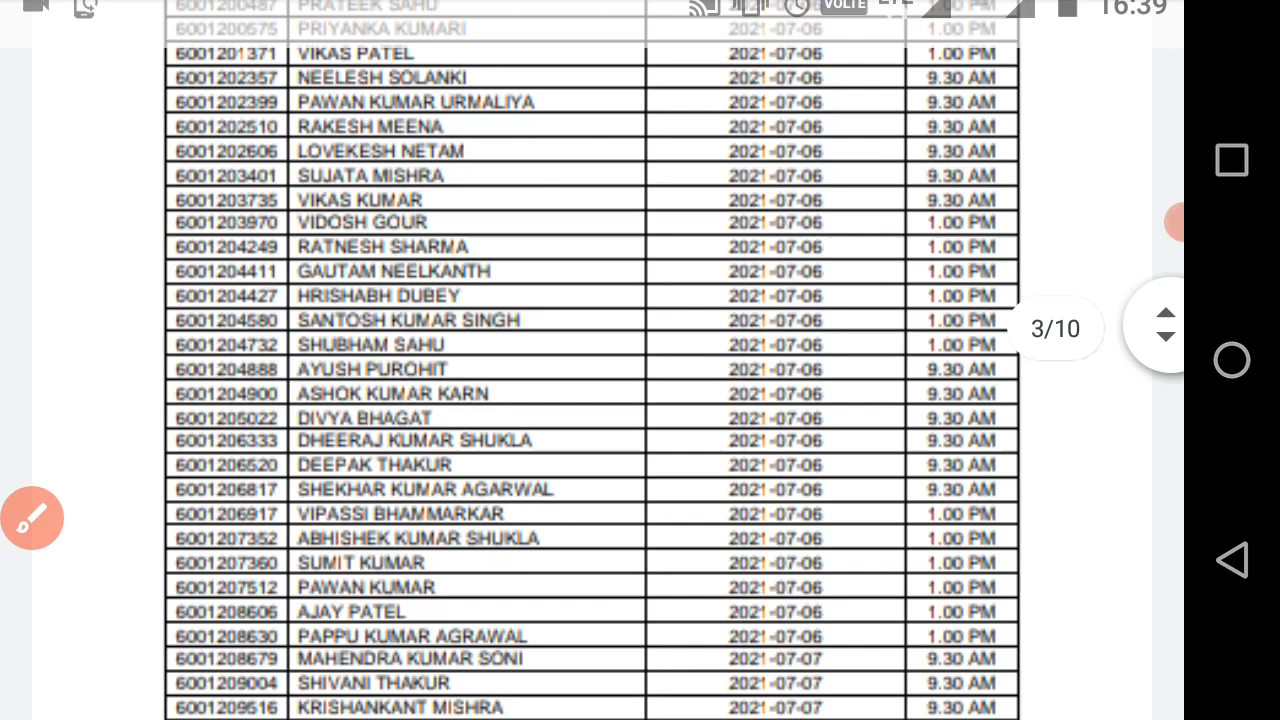 VOLTE LTE 16:39
6001200487 PRATEEK SAHU
6001200575 PRIYANKA KUMARI 2021-07-06 1.00 PM
6001201371 VIKAS PATEL 2021-07-06 1.00 PM
6001202357 NEELESH SOLANKI 2021-07-06 9.30 AM
6001202399 PAWAN KUMAR URMALIYA 2021-07-06 9.30 AM
6001202510 RAKESH MEENA 2021-07-06 9.30 AM
6001202606 LOVEKESH NETAM 2021-07-06 9.30 AM
6001203401 SUJATA MISHRA 2021-07-06 9.30 AM
6001203735 VIKAS KUMAR 2021-07-06 9.30 AM
6001203970 VIDOSH GOUR 2021-07-06 1.00 PM
6001204249 RATNESH SHARMA 2021-07-06 1.00 PM
6001204411 GAUTAM NEELKANTH 2021-07-06 1.00 PM
6001204427 HRISHABH DUBEY 2021-07-06 1.00 PM
6001204580 SANTOSH KUMAR SINGH 2021-07-06 1.00 PM
3/10
6001204732 SHUBHAM SAHU 2021-07-06 1.00 PM
6001204888 AYUSH PUROHIT 2021-07-06 9.30 AM
6001204900 ASHOK KUMAR KARN 2021-07-06 9.30 AM
6001205022 DIVYA BHAGAT 2021-07-06 9.30 AM
6001206333 DHEERAJ KUMAR SHUKLA 2021-07-06 9.30 AM
6001206520 DEEPAK THAKUR 2021-07-06 9.30 AM
6001206817 SHEKHAR KUMAR AGARWAL 2021-07-06 9.30 AM
6001206917 VIPASSI BHAMMARKAR 2021-07-06 1.00 PM
6001207352 ABHISHEK KUMAR SHUKLA 2021-07-06 1.00 PM
6001207360 SUMIT KUMAR 2021-07-06 1.00 PM
6001207512 PAWAN KUMAR 2021-07-06 1.00 PM
6001208606 AJAY PATEL 2021-07-06 1.00 PM
6001208630 PAPPU KUMAR AGRAWAL 2021-07-06 1.00 PM
6001208679 MAHENDRA KUMAR SONI 2021-07-07 9.30 AM
6001209004 SHIVANI THAKUR 2021-07-07 9.30 AM
6001209516 KRISHANKANT MISHRA 2021-07-07 9.30 AM